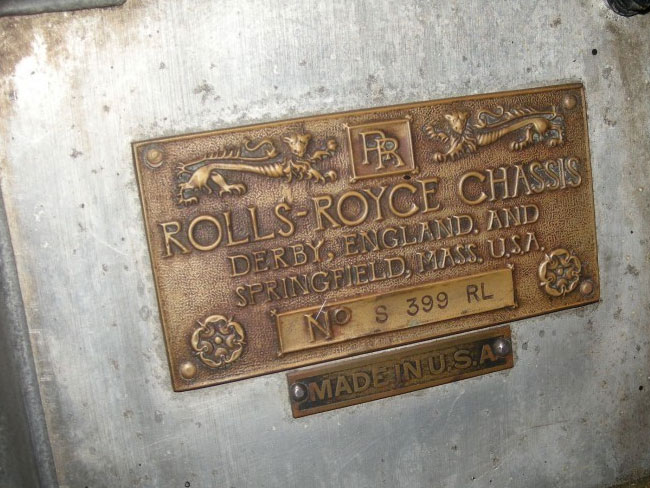 RR
ROLLS-ROYCE CHASSIS
DERBY, ENGLAND. AND
SPRINGFIELD, MASS. U.S.A.
No S 399 RL
MADE IN U.S.A.